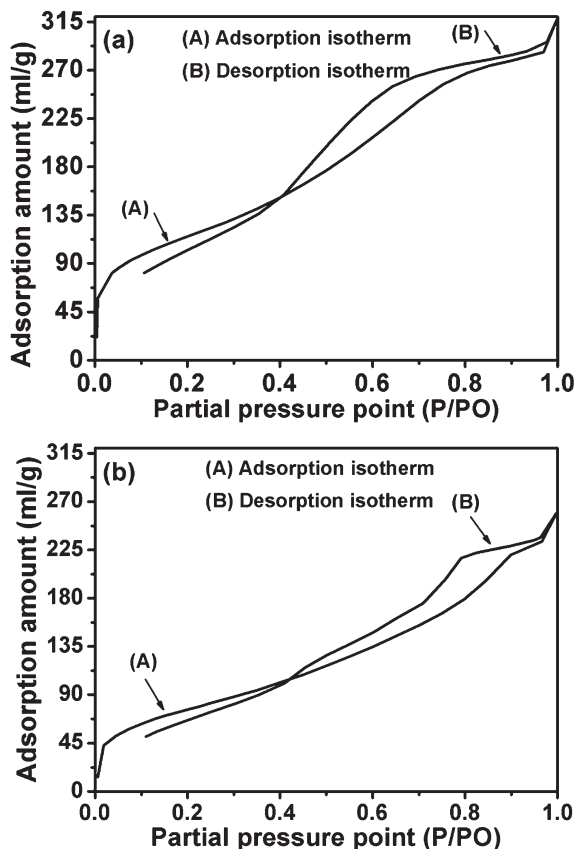 (a)
(A) Adsorption isotherm
(B) Desorption isotherm
(B)
(A)
315
270
225
180
135
90
45
0
Adsorption amount (ml/g)
0.0 0.2 0.4 0.6 0.8 1.0
Partial pressure point (P/PO)
(b)
(A) Adsorption isotherm
(B) Desorption isotherm
(B)
(A)
315
270
225
180
135
90
45
0
Adsorption amount (ml/g)
0.0 0.2 0.4 0.6 0.8 1.0
Partial pressure point (P/PO)